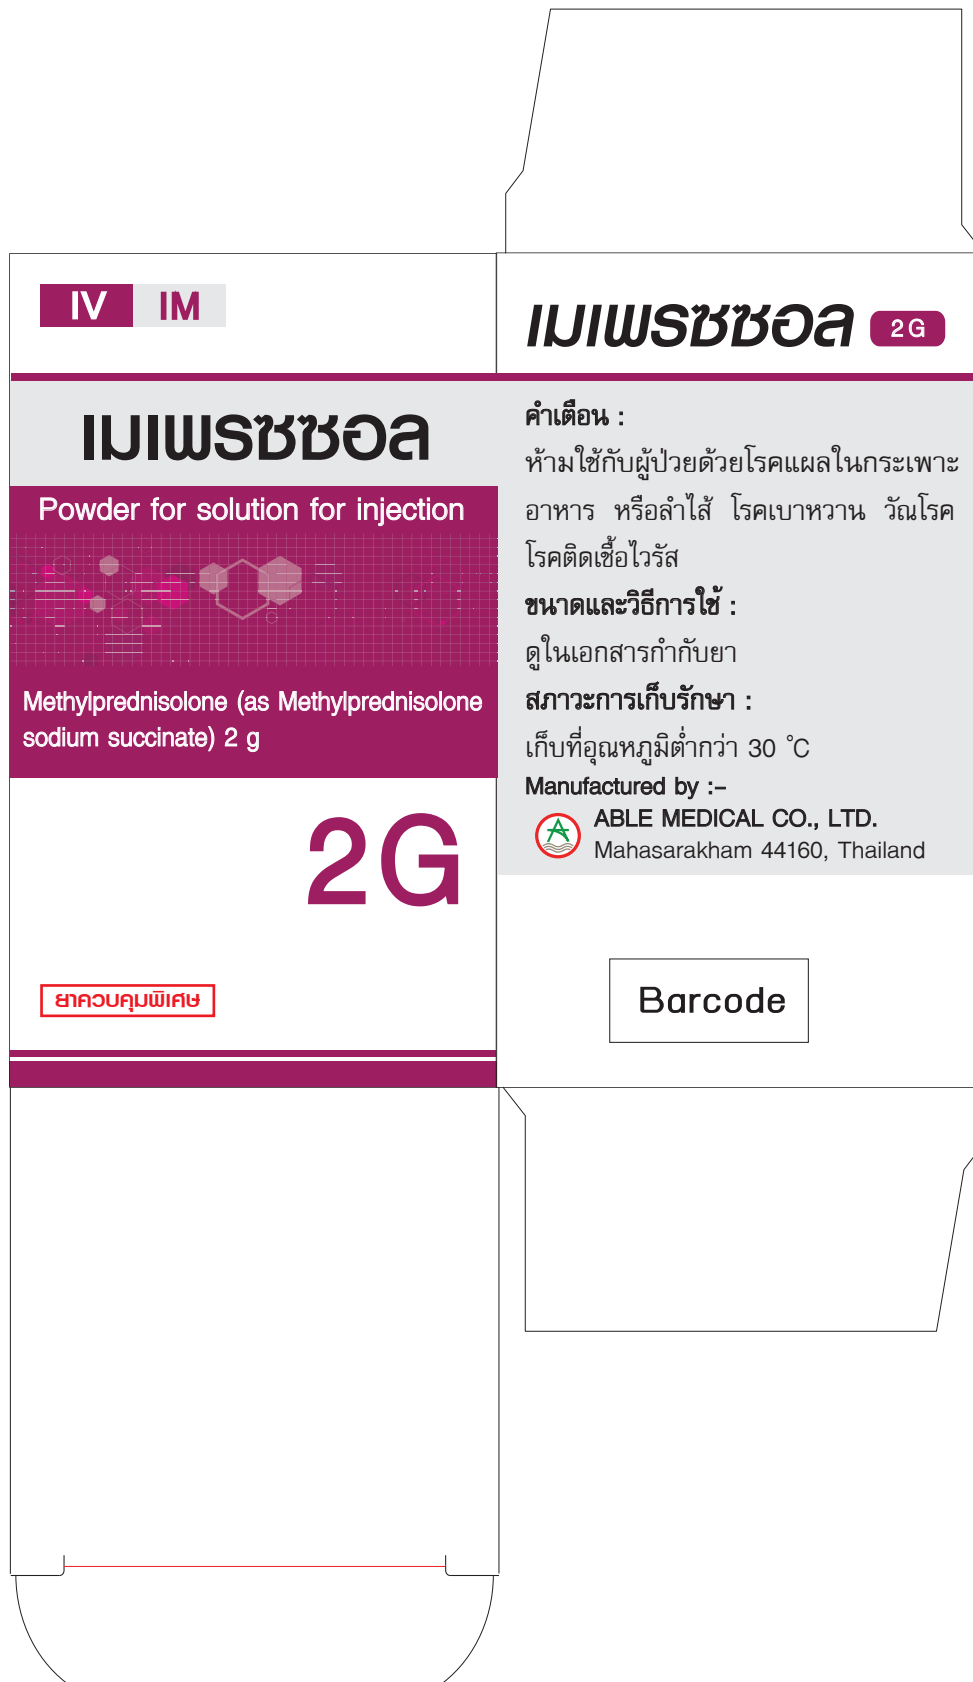 IV IM
เมเพรซซอล
Powder for solution for injection
Methylprednisolone (as Methylprednisolone
sodium succinate) 2 g
2G
ยาควบคุมพิเศษ
เมเพรซซอล 2G
คำเตือน :
ห้ามใช้กับผู้ป่วยด้วยโรคแผลในกระเพาะ
อาหาร หรือลำไส้ โรคเบาหวาน วัณโรค
โรคติดเชื้อไวรัส
ขนาดและวิธีการใช้ :
ดูในเอกสารกำกับยา
สภาวะการเก็บรักษา :
เก็บที่อุณหภูมิต่ำกว่า 30 °C
Manufactured by :-
ABLE MEDICAL CO., LTD.
Mahasarakham 44160, Thailand
Barcode